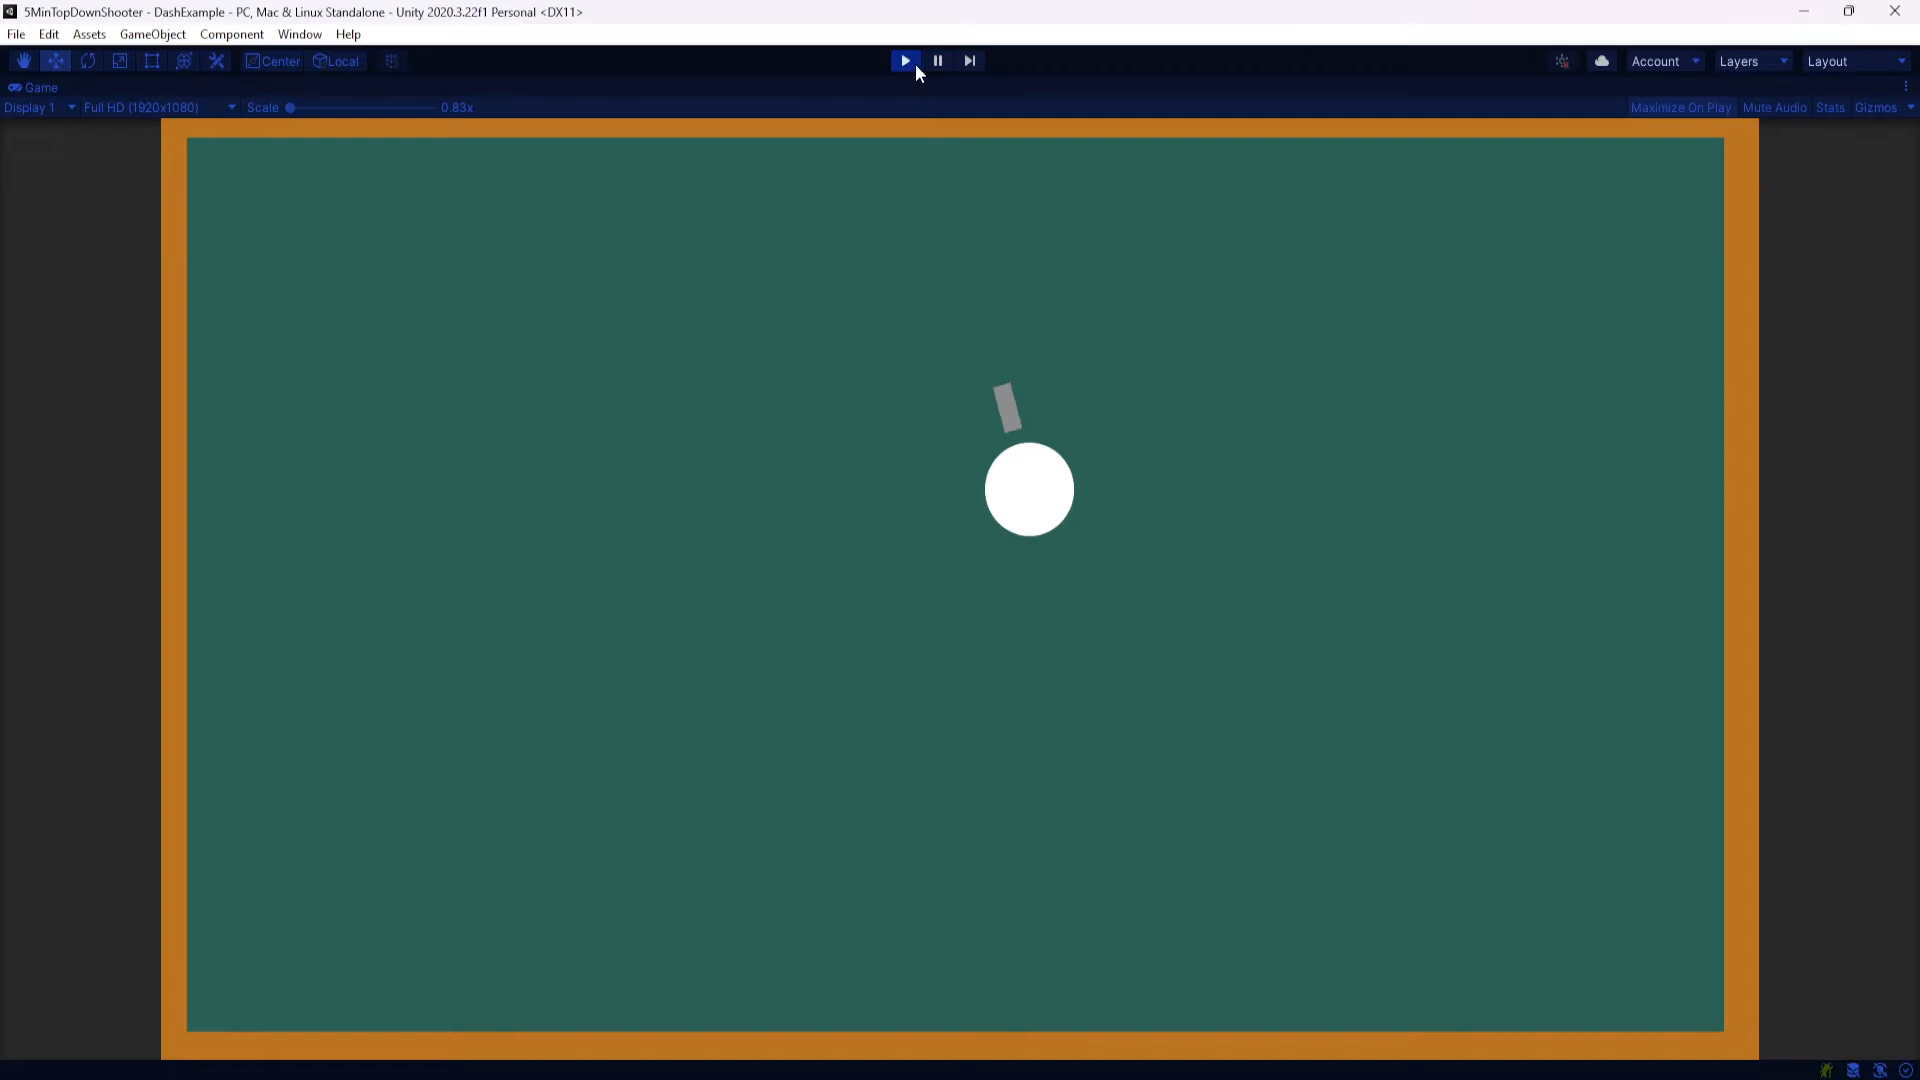 5MinTopDownShooter - DashExample - PC, Mac & Linux Standalone - Unity 2020.3.22f1 Personal <DX11>
File Edit Assets GameObject Component Window Help
Center Local Account Layers Layout
Game
Display 1 Full HD (1920x1080) Scale 0.83x Maximize On Play Mute Audio Stats Gizmos